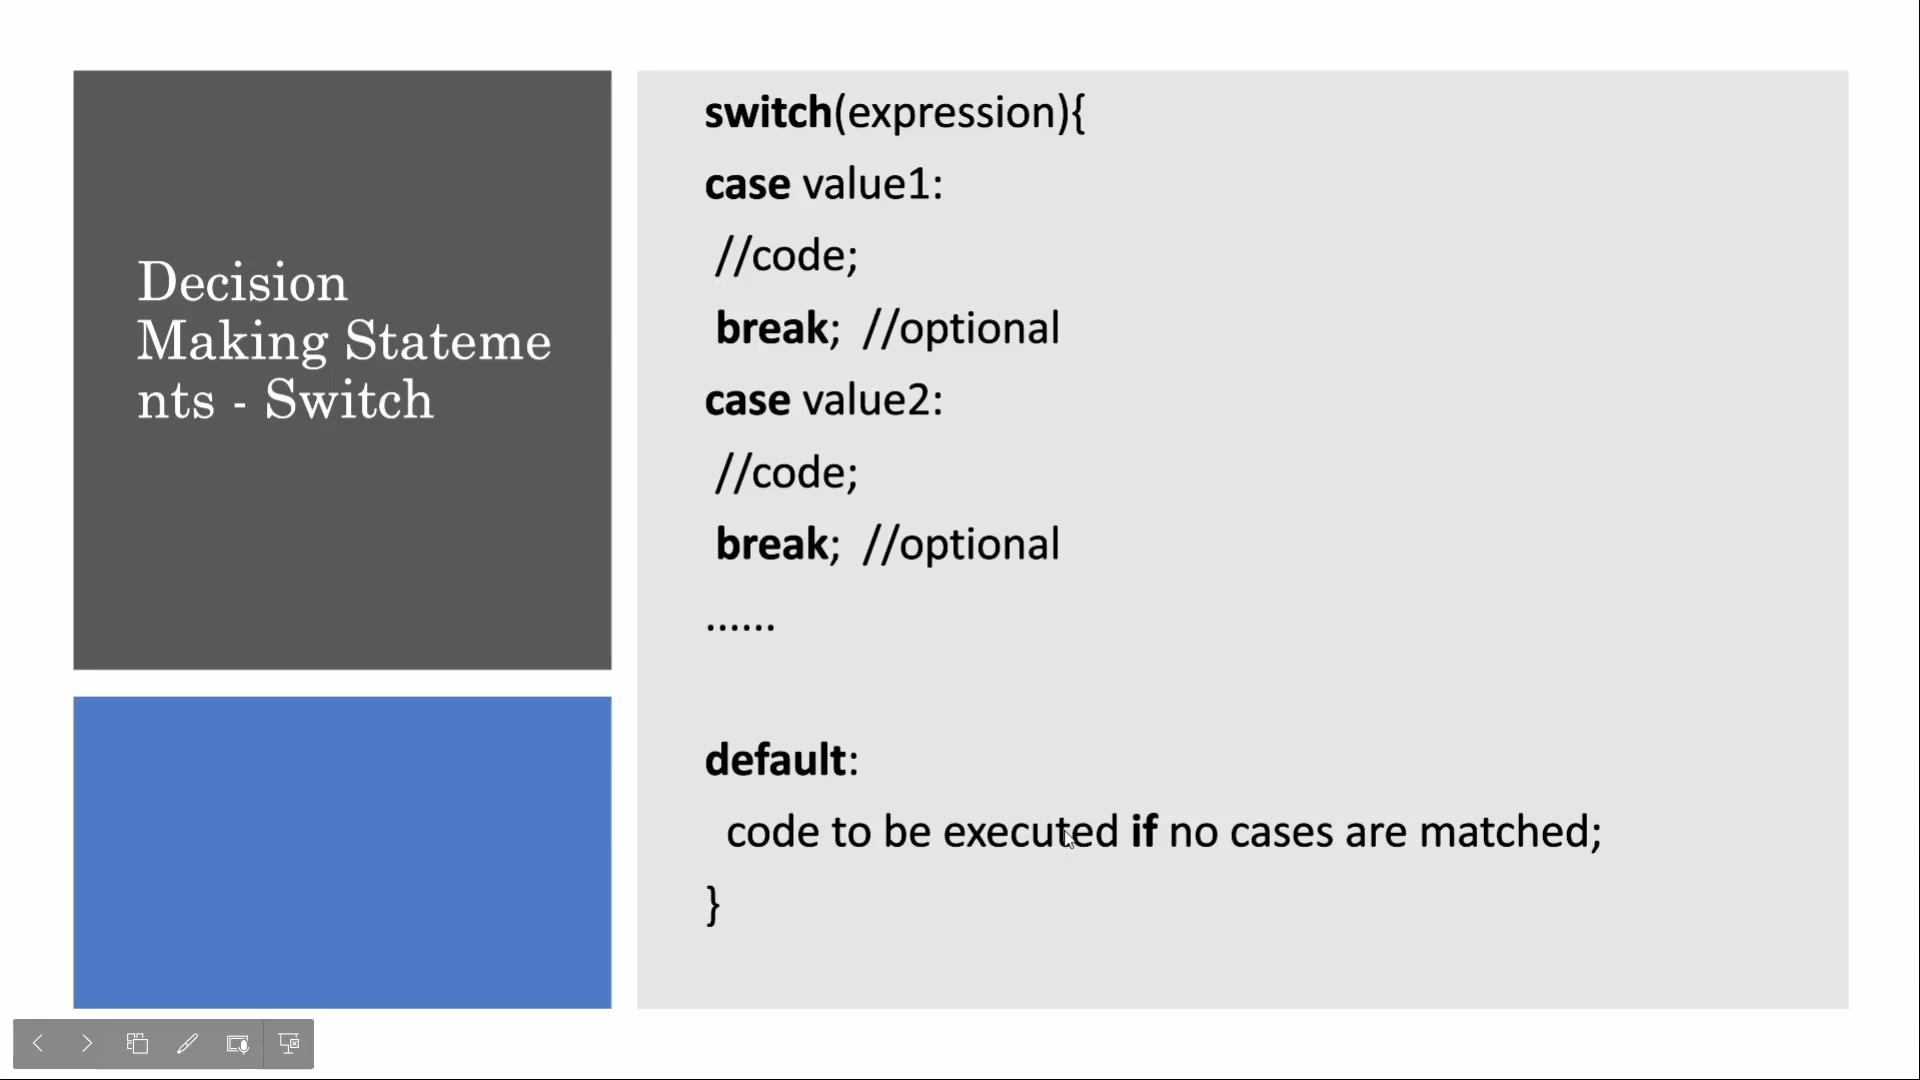 Decision
Making Stateme
nts - Switch
switch(expression){
case value1:
//code;
break; //optional
case value2:
//code;
break; //optional
......
default:
code to be executed if no cases are matched;
}